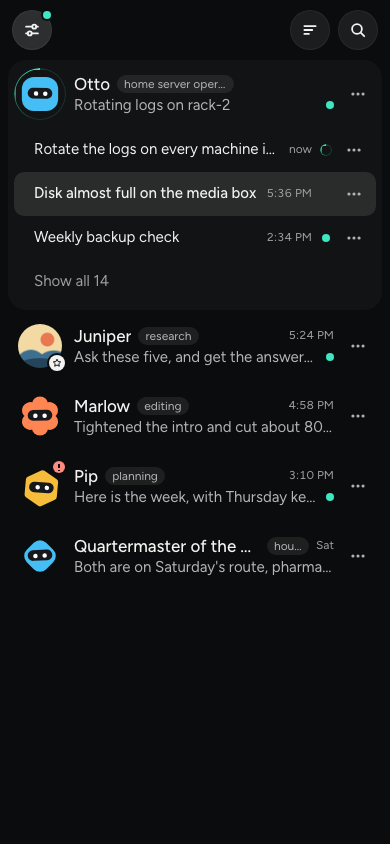 Otto home server oper...
Rotating logs on rack-2
Rotate the logs on every machine i... now
Disk almost full on the media box 5:36 PM
Weekly backup check 2:34 PM
Show all 14
Juniper research 5:24 PM
Ask these five, and get the answer...
Marlow editing 4:58 PM
Tightened the intro and cut about 80...
Pip planning 3:10 PM
Here is the week, with Thursday ke...
Quartermaster of the ... hou... Sat
Both are on Saturday's route, pharma...